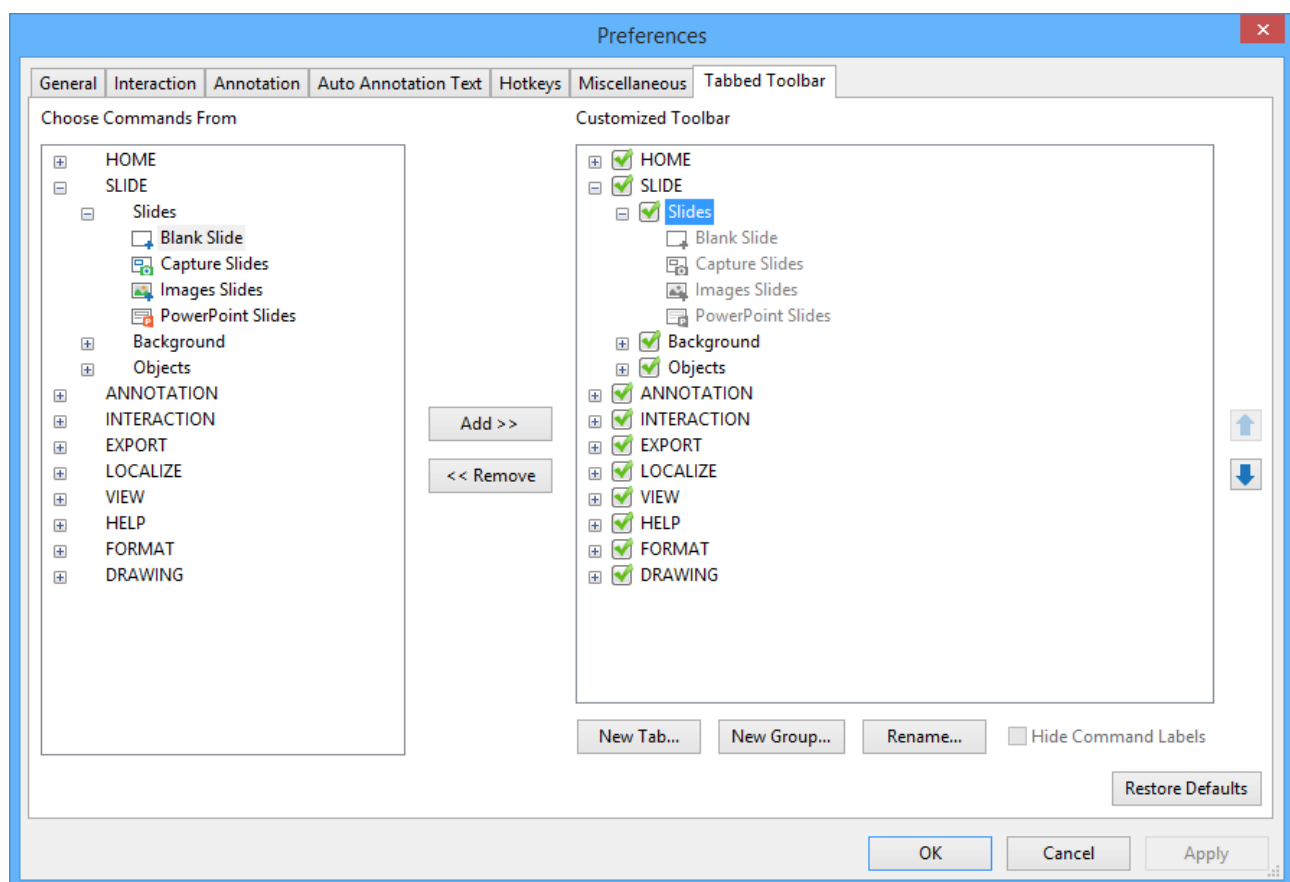 Preferences
General Interaction Annotation Auto Annotation Text Hotkeys Miscellaneous Tabbed Toolbar
Choose Commands From
HOME
SLIDE
Slides
Blank Slide
Capture Slides
Images Slides
PowerPoint Slides
Background
Objects
ANNOTATION
INTERACTION
EXPORT
LOCALIZE
VIEW
HELP
FORMAT
DRAWING
Add >>
<< Remove
Customized Toolbar
HOME
SLIDE
Slides
Blank Slide
Capture Slides
Images Slides
PowerPoint Slides
Background
Objects
ANNOTATION
INTERACTION
EXPORT
LOCALIZE
VIEW
HELP
FORMAT
DRAWING
New Tab... New Group... Rename... Hide Command Labels
Restore Defaults
OK Cancel Apply